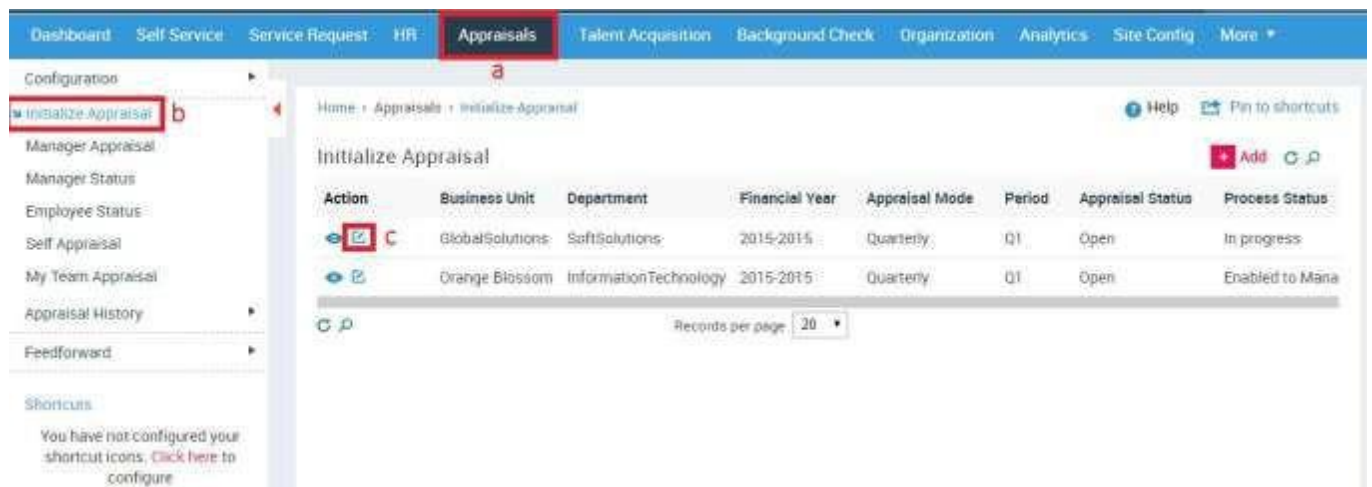 Dashboard Self Service Service Request HR Appraisals Talent Acquisition Background Check Organization Analytics Site Config More
a
Configuration
Initialize Appraisal b
Manager Appraisal
Manager Status
Employee Status
Self Appraisal
My Team Appraisal
Appraisal History
Feedforward
Shortcuts
You have not configured your
shortcut icons. Click here to
configure
Home › Appraisals › Initialize Appraisal Help Pin to shortcuts
Initialize Appraisal + Add
Action Business Unit Department Financial Year Appraisal Mode Period Appraisal Status Process Status
C GlobalSolutions SoftSolutions 2015-2015 Quarterly Q1 Open In progress
Orange Blossom InformationTechnology 2015-2015 Quarterly Q1 Open Enabled to Mana
Records per page 20